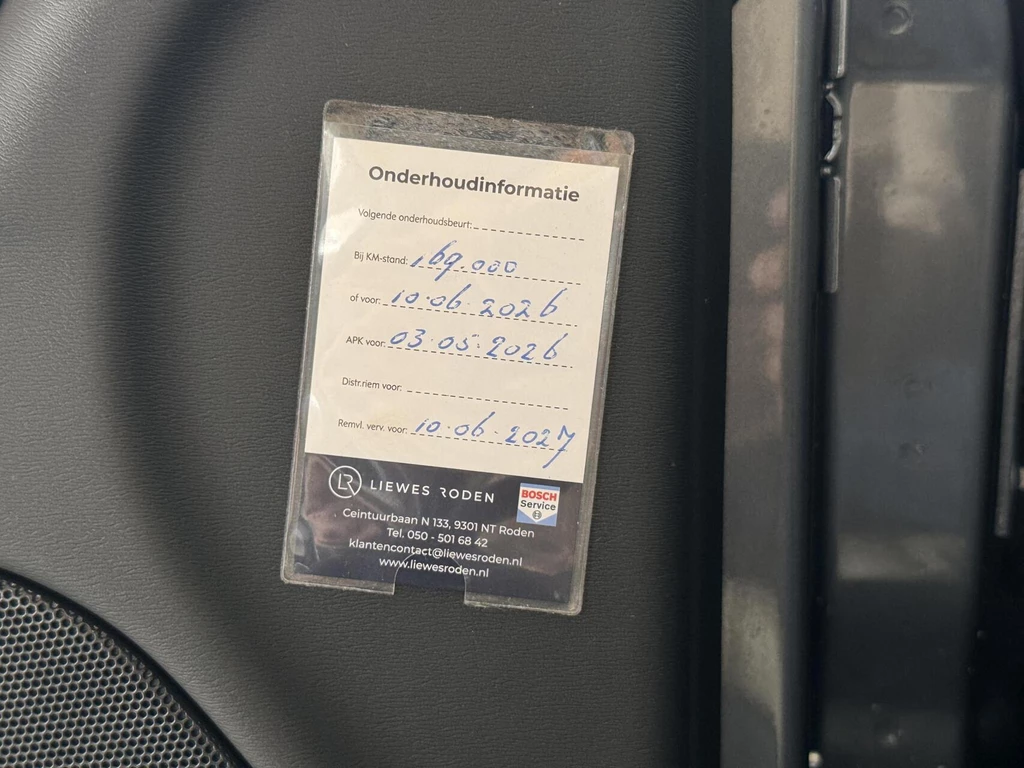 Onderhoudinformatie
Volgende onderhoudsbeurt:
Bij KM-stand: 169.000
of voor: 10.06.2026
APK voor: 03.05.2026
Distr.riem voor:
Remvl. verv. voor: 10.06.2027
LR LIEWES RODEN
BOSCH
Service
Ceintuurbaan N 133, 9301 NT Roden
Tel. 050 - 501 68 42
klantencontact@liewesroden.nl
www.liewesroden.nl